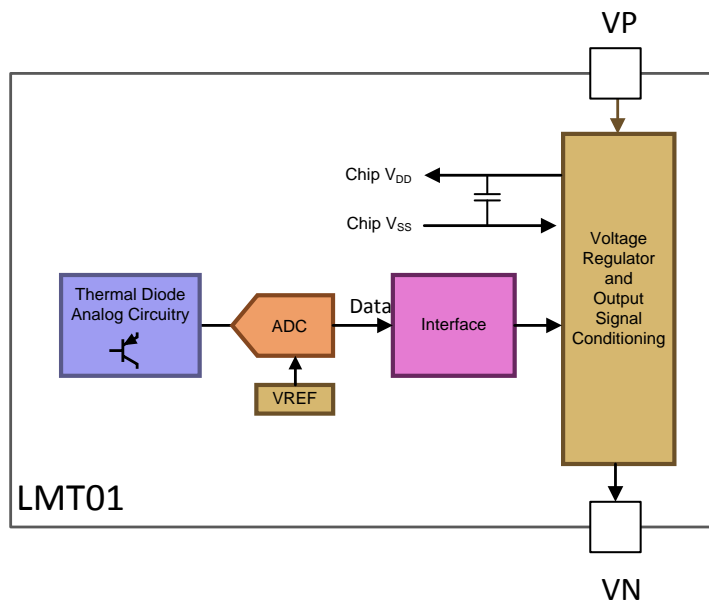 VP
Chip VDD
Chip VSS
Voltage
Regulator
and
Output
Signal
Conditioning
Thermal Diode
Analog Circuitry
ADC
Data
Interface
VREF
LMT01
VN